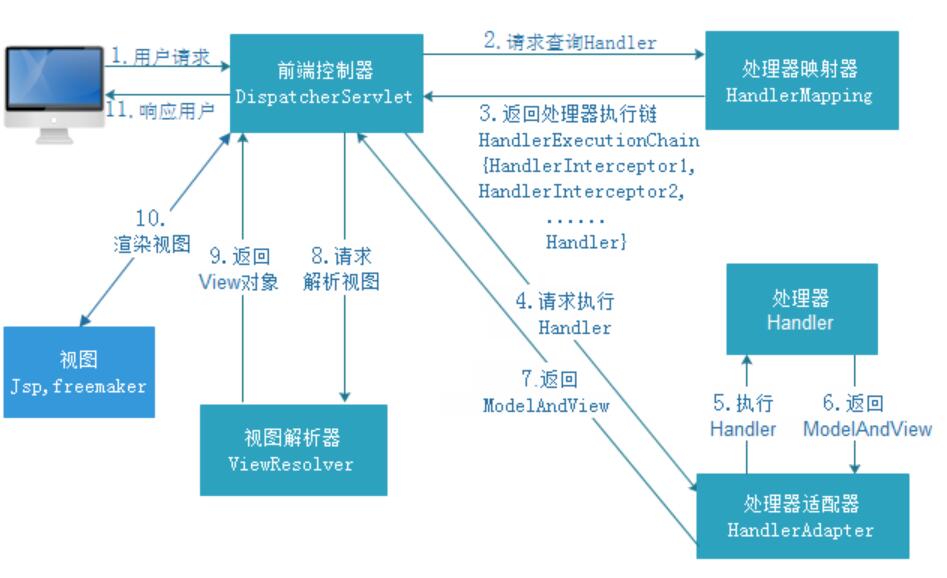 1.用户请求
11.响应用户
前端控制器
DispatcherServlet
2.请求查询Handler
处理器映射器
HandlerMapping
3.返回处理器执行链
HandlerExecutionChain
{HandlerInterceptor1,
HandlerInterceptor2,
......
Handler}
10.
渲染视图
9.返回
View对象
8.请求
解析视图
4.请求执行
Handler
处理器
Handler
视图
Jsp,freemaker
7.返回
ModelAndView
5.执行
Handler
6.返回
ModelAndView
视图解析器
ViewResolver
处理器适配器
HandlerAdapter